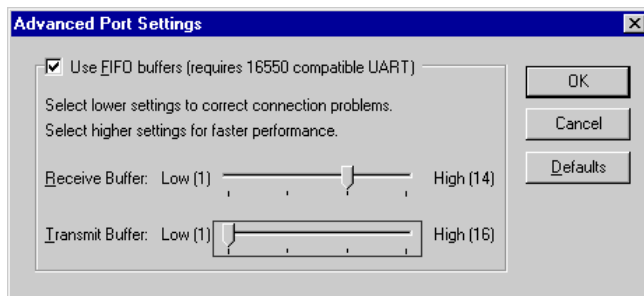 Advanced Port Settings
Use FIFO buffers (requires 16550 compatible UART)
Select lower settings to correct connection problems.
Select higher settings for faster performance.
Receive Buffer: Low (1) High (14)
Transmit Buffer: Low (1) High (16)
OK
Cancel
Defaults